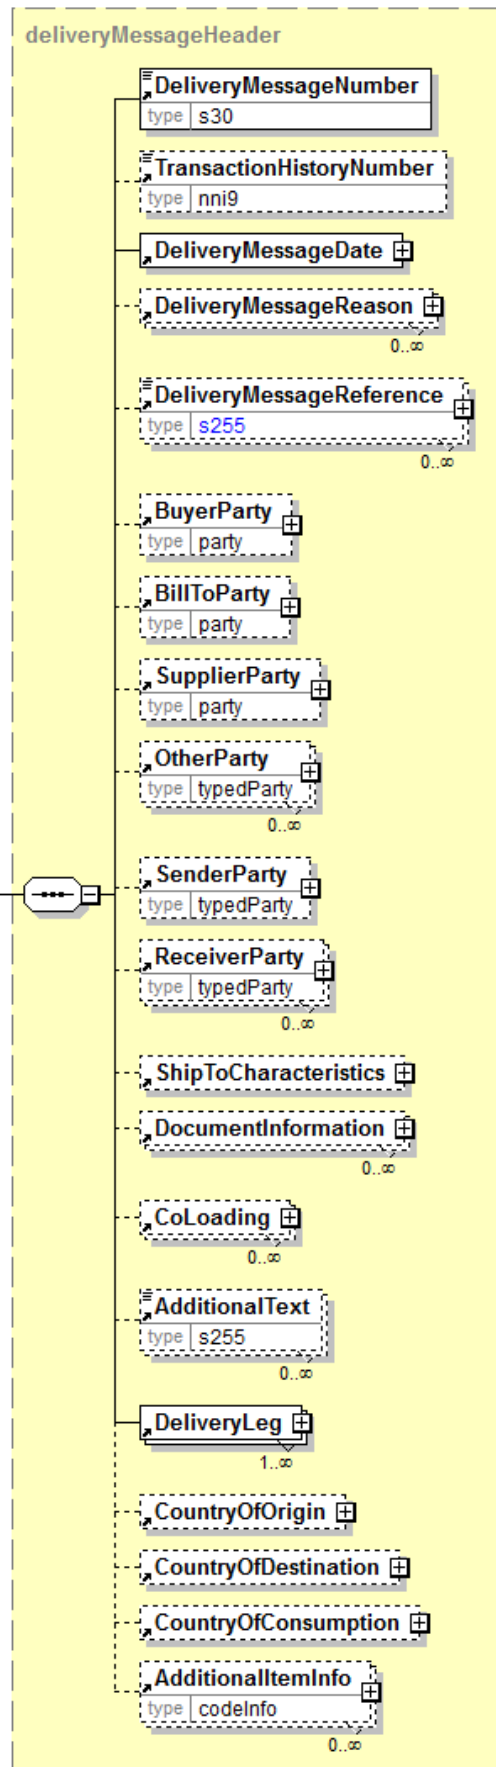 deliveryMessageHeader
DeliveryMessageNumber
type s30
TransactionHistoryNumber
type nni9
DeliveryMessageDate
DeliveryMessageReason
0..∞
DeliveryMessageReference
type s255
0..∞
BuyerParty
type party
BillToParty
type party
SupplierParty
type party
OtherParty
type typedParty
0..∞
SenderParty
type typedParty
ReceiverParty
type typedParty
0..∞
ShipToCharacteristics
DocumentInformation
0..∞
CoLoading
0..∞
AdditionalText
type s255
0..∞
DeliveryLeg
1..∞
CountryOfOrigin
CountryOfDestination
CountryOfConsumption
AdditionalItemInfo
type codeInfo
0..∞